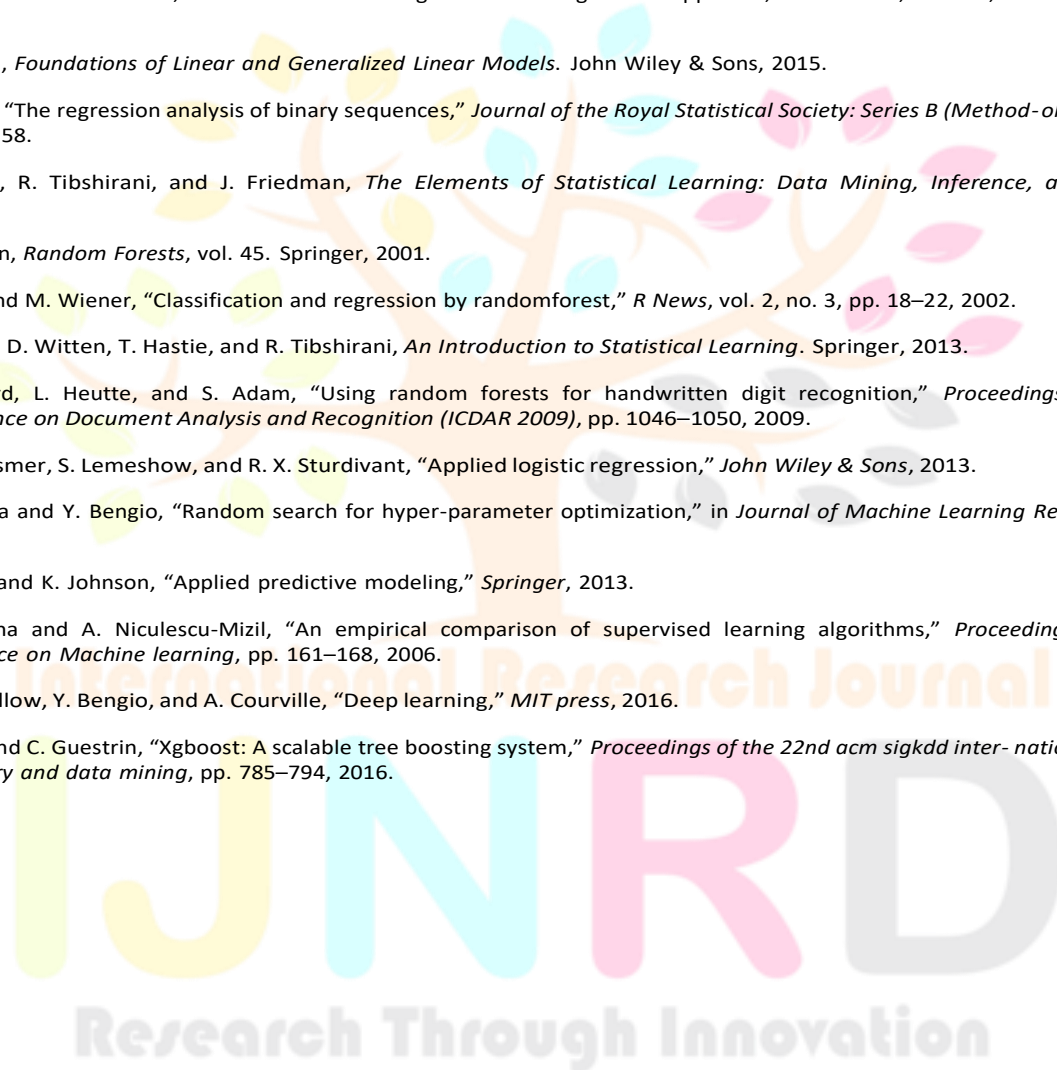 , Foundations of Linear and Generalized Linear Models. John Wiley & Sons, 2015.
“The regression analysis of binary sequences,” Journal of the Royal Statistical Society: Series B (Method-ol
58.
, R. Tibshirani, and J. Friedman, The Elements of Statistical Learning: Data Mining, Inference, a
n, Random Forests, vol. 45. Springer, 2001.
nd M. Wiener, “Classification and regression by randomforest,” R News, vol. 2, no. 3, pp. 18–22, 2002.
D. Witten, T. Hastie, and R. Tibshirani, An Introduction to Statistical Learning. Springer, 2013.
rd, L. Heutte, and S. Adam, “Using random forests for handwritten digit recognition,” Proceedings
nce on Document Analysis and Recognition (ICDAR 2009), pp. 1046–1050, 2009.
smer, S. Lemeshow, and R. X. Sturdivant, “Applied logistic regression,” John Wiley & Sons, 2013.
a and Y. Bengio, “Random search for hyper-parameter optimization,” in Journal of Machine Learning Re
and K. Johnson, “Applied predictive modeling,” Springer, 2013.
na and A. Niculescu-Mizil, “An empirical comparison of supervised learning algorithms,” Proceeding
ce on Machine learning, pp. 161–168, 2006.
International Research Journal
llow, Y. Bengio, and A. Courville, “Deep learning,” MIT press, 2016.
nd C. Guestrin, “Xgboost: A scalable tree boosting system,” Proceedings of the 22nd acm sigkdd inter- natio
ry and data mining, pp. 785–794, 2016.
IJNRD
Research Through Innovation